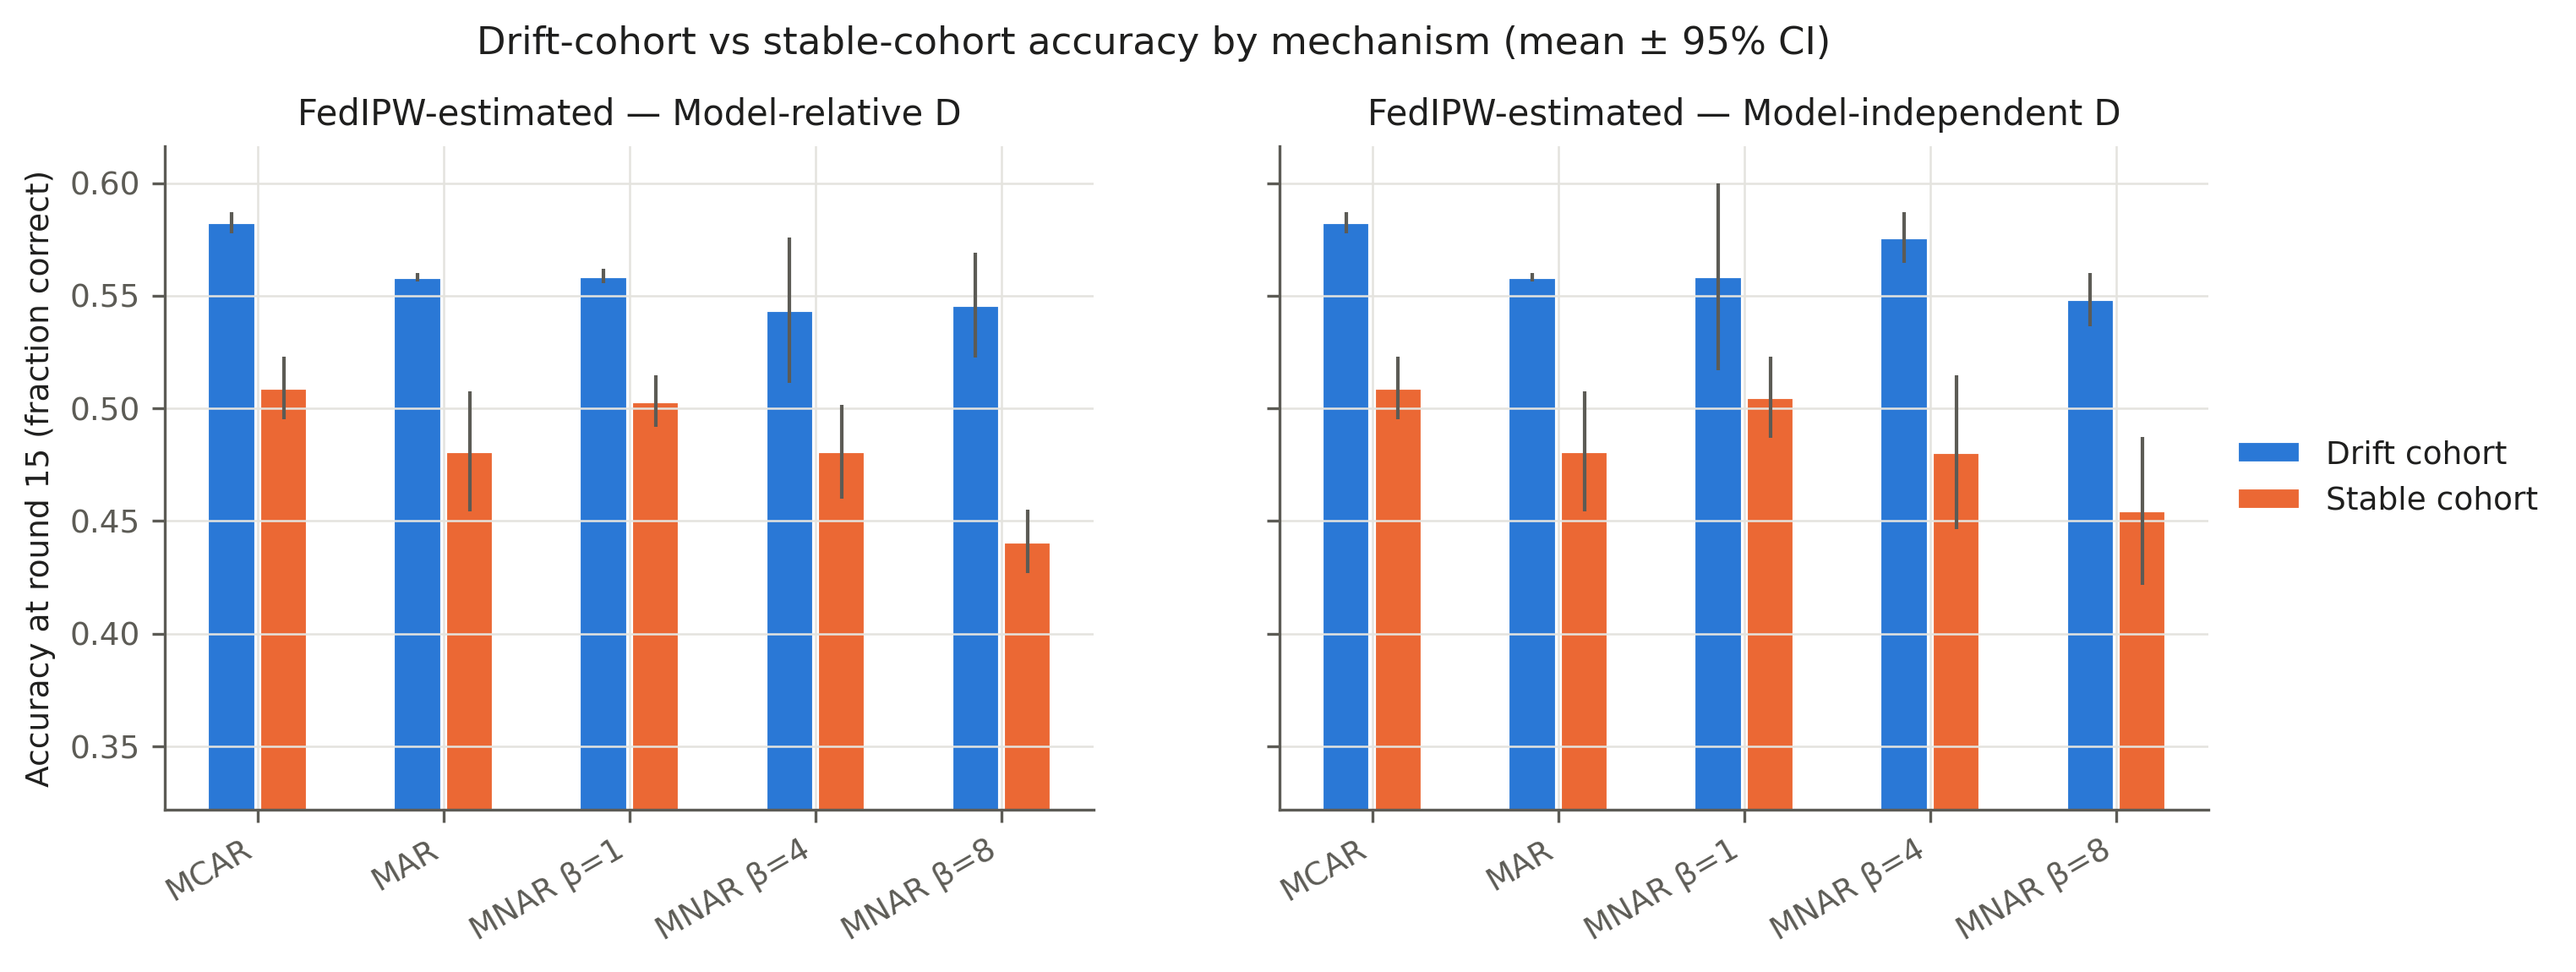 Drift-cohort vs stable-cohort accuracy by mechanism (mean ± 95% CI)
FedIPW-estimated — Model-relative D
Accuracy at round 15 (fraction correct)
0.60
0.55
0.50
0.45
0.40
0.35
MCAR
MAR
MNAR β=1
MNAR β=4
MNAR β=8
FedIPW-estimated — Model-independent D
MCAR
MAR
MNAR β=1
MNAR β=4
MNAR β=8
Drift cohort
Stable cohort